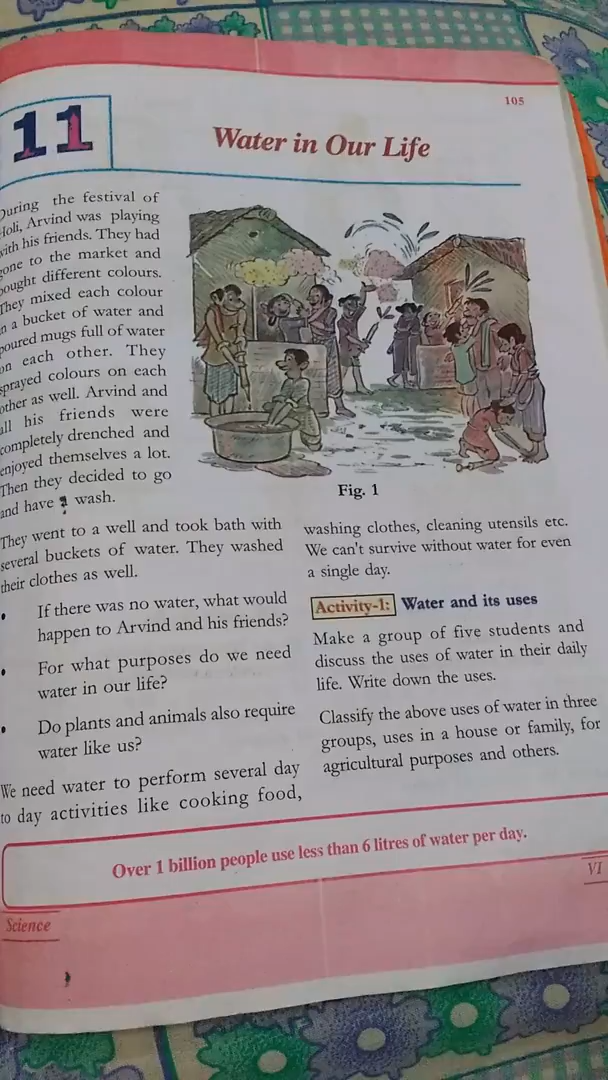 105
11
Water in Our Life
During the festival of
Holi, Arvind was playing
with his friends. They had
gone to the market and
bought different colours.
They mixed each colour
in a bucket of water and
poured mugs full of water
on each other. They
sprayed colours on each
other as well. Arvind and
all his friends were
completely drenched and
enjoyed themselves a lot.
Then they decided to go
and have a wash.
Fig. 1
They went to a well and took bath with
several buckets of water. They washed
their clothes as well.
• If there was no water, what would
happen to Arvind and his friends?
• For what purposes do we need
water in our life?
• Do plants and animals also require
water like us?
We need water to perform several day
to day activities like cooking food,
washing clothes, cleaning utensils etc.
We can't survive without water for even
a single day.
Activity-1: Water and its uses
Make a group of five students and
discuss the uses of water in their daily
life. Write down the uses.
Classify the above uses of water in three
groups, uses in a house or family, for
agricultural purposes and others.
Over 1 billion people use less than 6 litres of water per day.
Science
VI